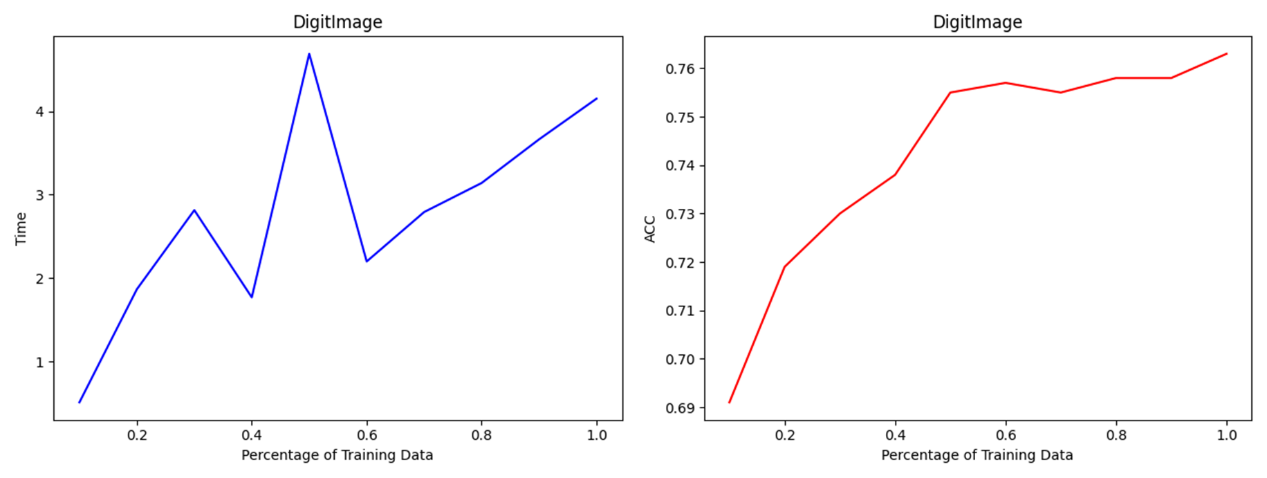 DigitImage
Time
4
3
2
1
0.2 0.4 0.6 0.8 1.0
Percentage of Training Data
DigitImage
ACC
0.76
0.75
0.74
0.73
0.72
0.71
0.70
0.69
0.2 0.4 0.6 0.8 1.0
Percentage of Training Data